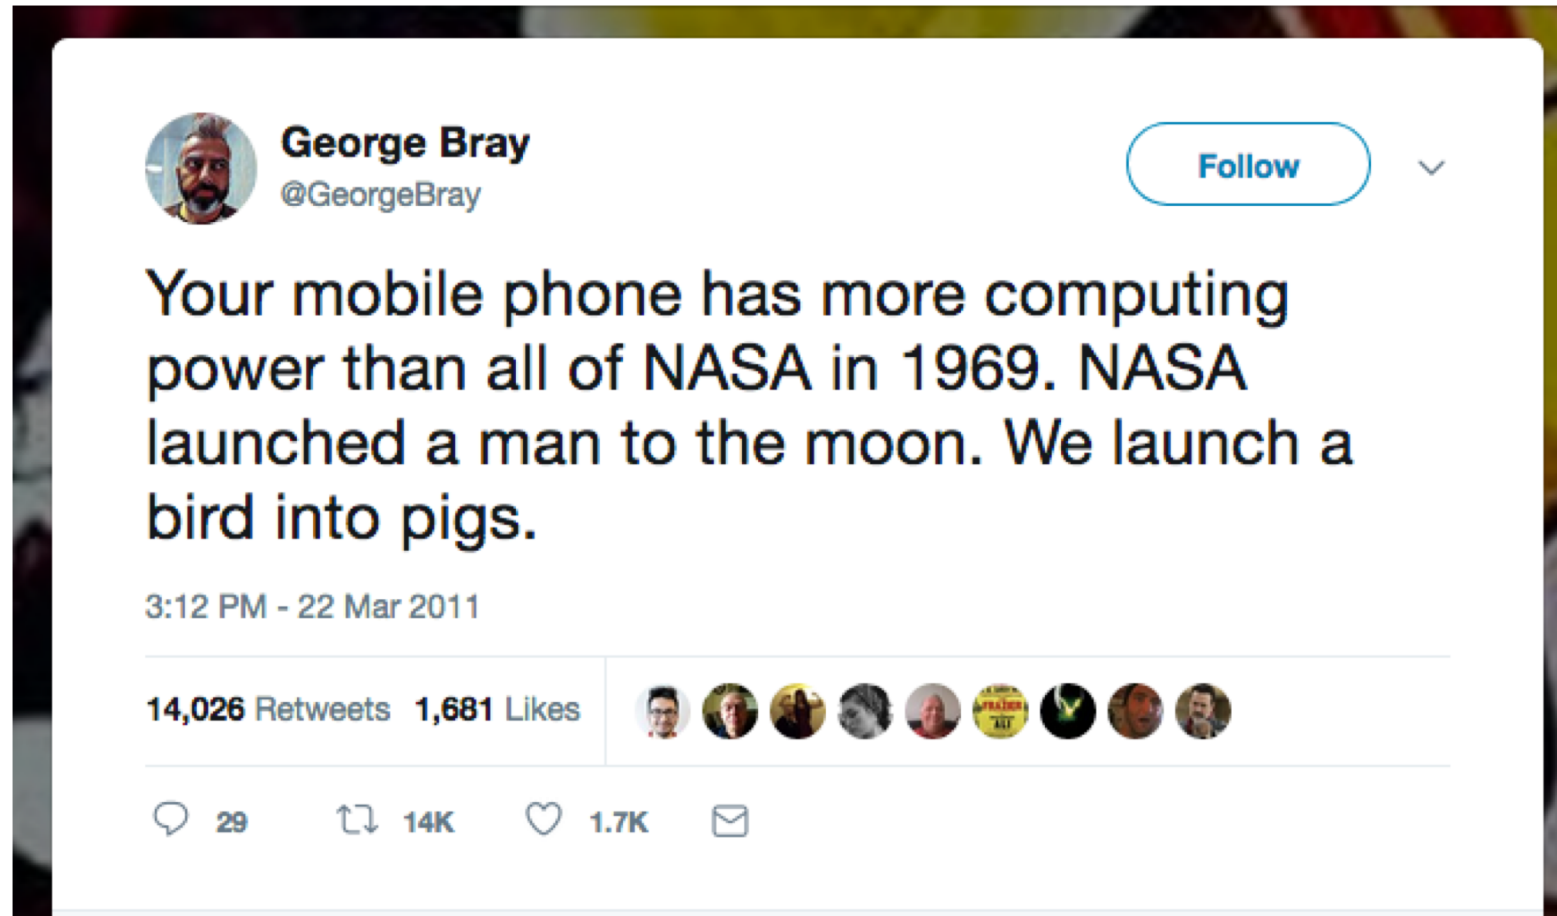 George Bray
@GeorgeBray
Follow
Your mobile phone has more computing
power than all of NASA in 1969. NASA
launched a man to the moon. We launch a
bird into pigs.
3:12 PM - 22 Mar 2011
14,026 Retweets 1,681 Likes
FRAZIER
ALI
29 14K 1.7K